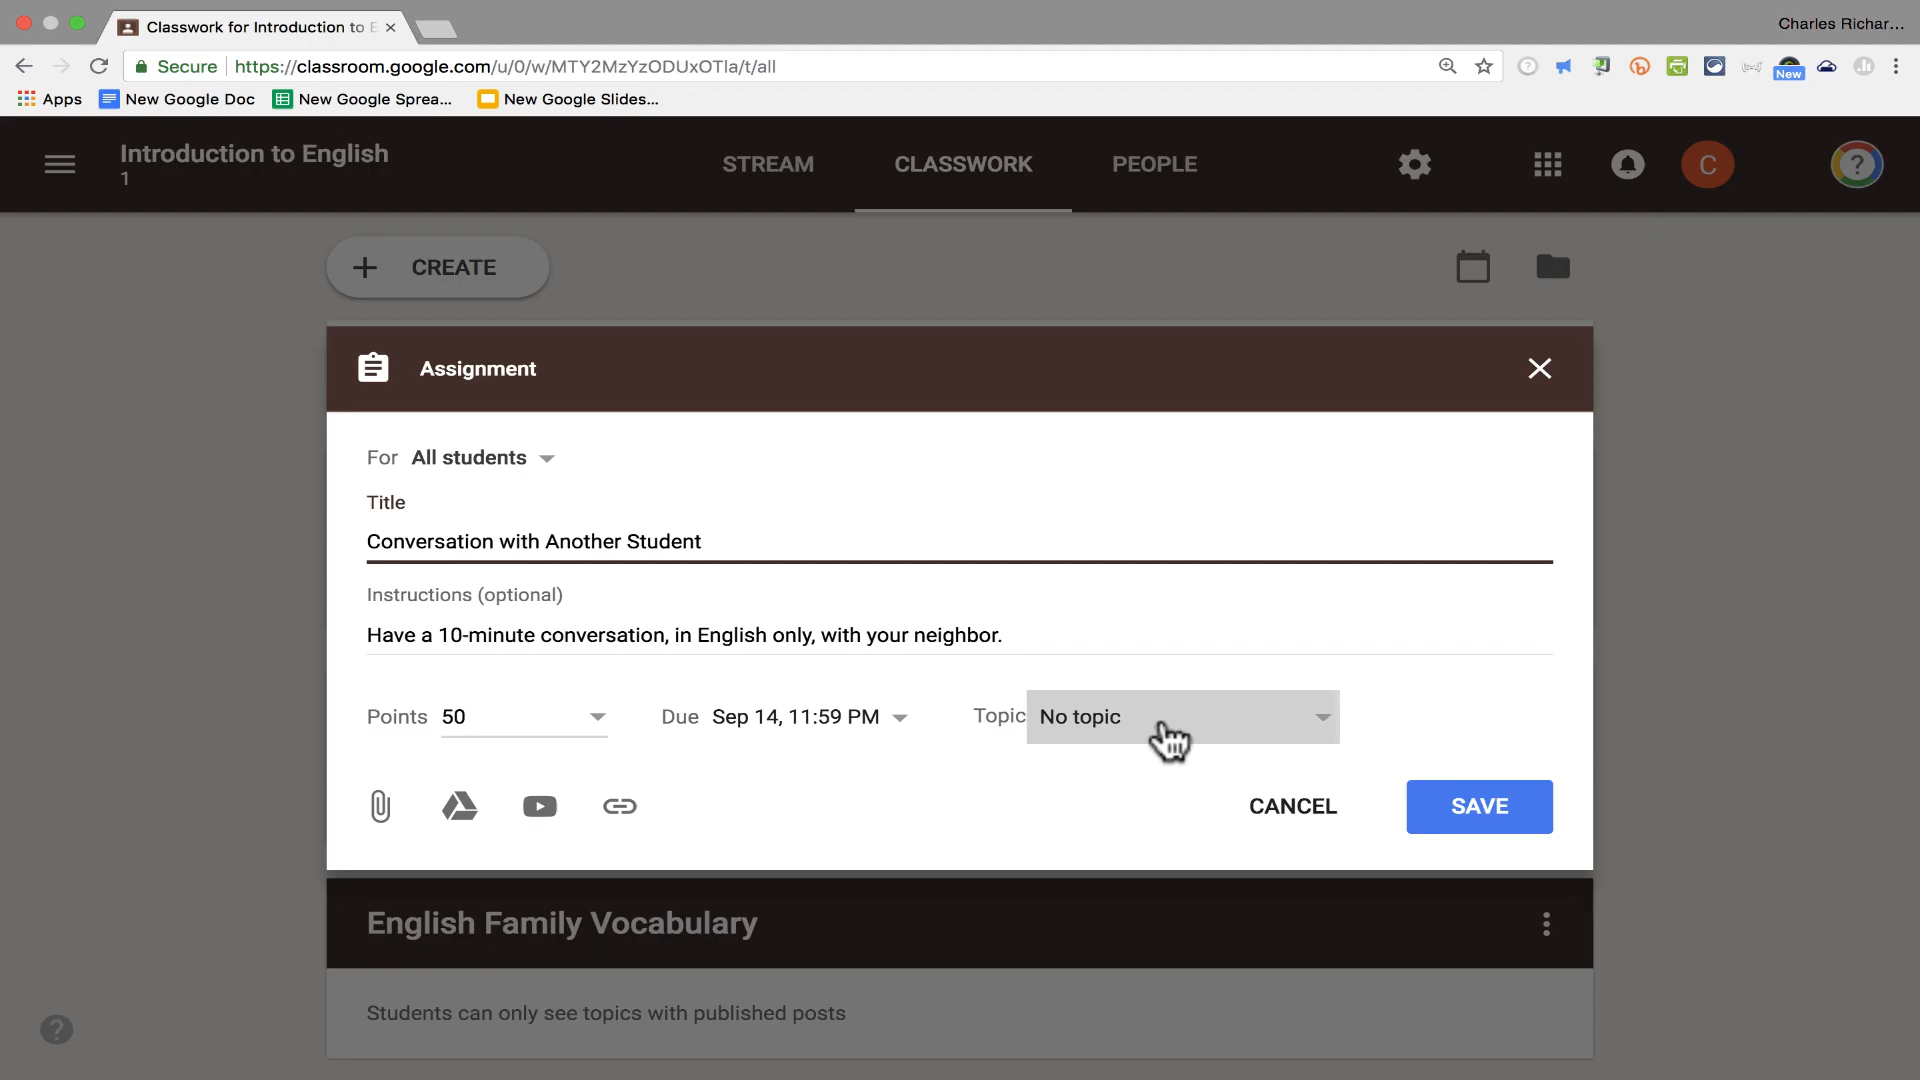 Classwork for Introduction to E
Charles Richar...
Secure
https://classroom.google.com/u/0/w/MTY2MzYzODUxOTla/t/all
New
Apps
New Google Doc
New Google Sprea...
New Google Slides...
Introduction to English
1
STREAM
CLASSWORK
PEOPLE
C
?
CREATE
Assignment
For All students
Title
Conversation with Another Student
Instructions (optional)
Have a 10-minute conversation, in English only, with your neighbor.
Points 50
Due Sep 14, 11:59 PM
Topic No topic
CANCEL
SAVE
English Family Vocabulary
Students can only see topics with published posts
?